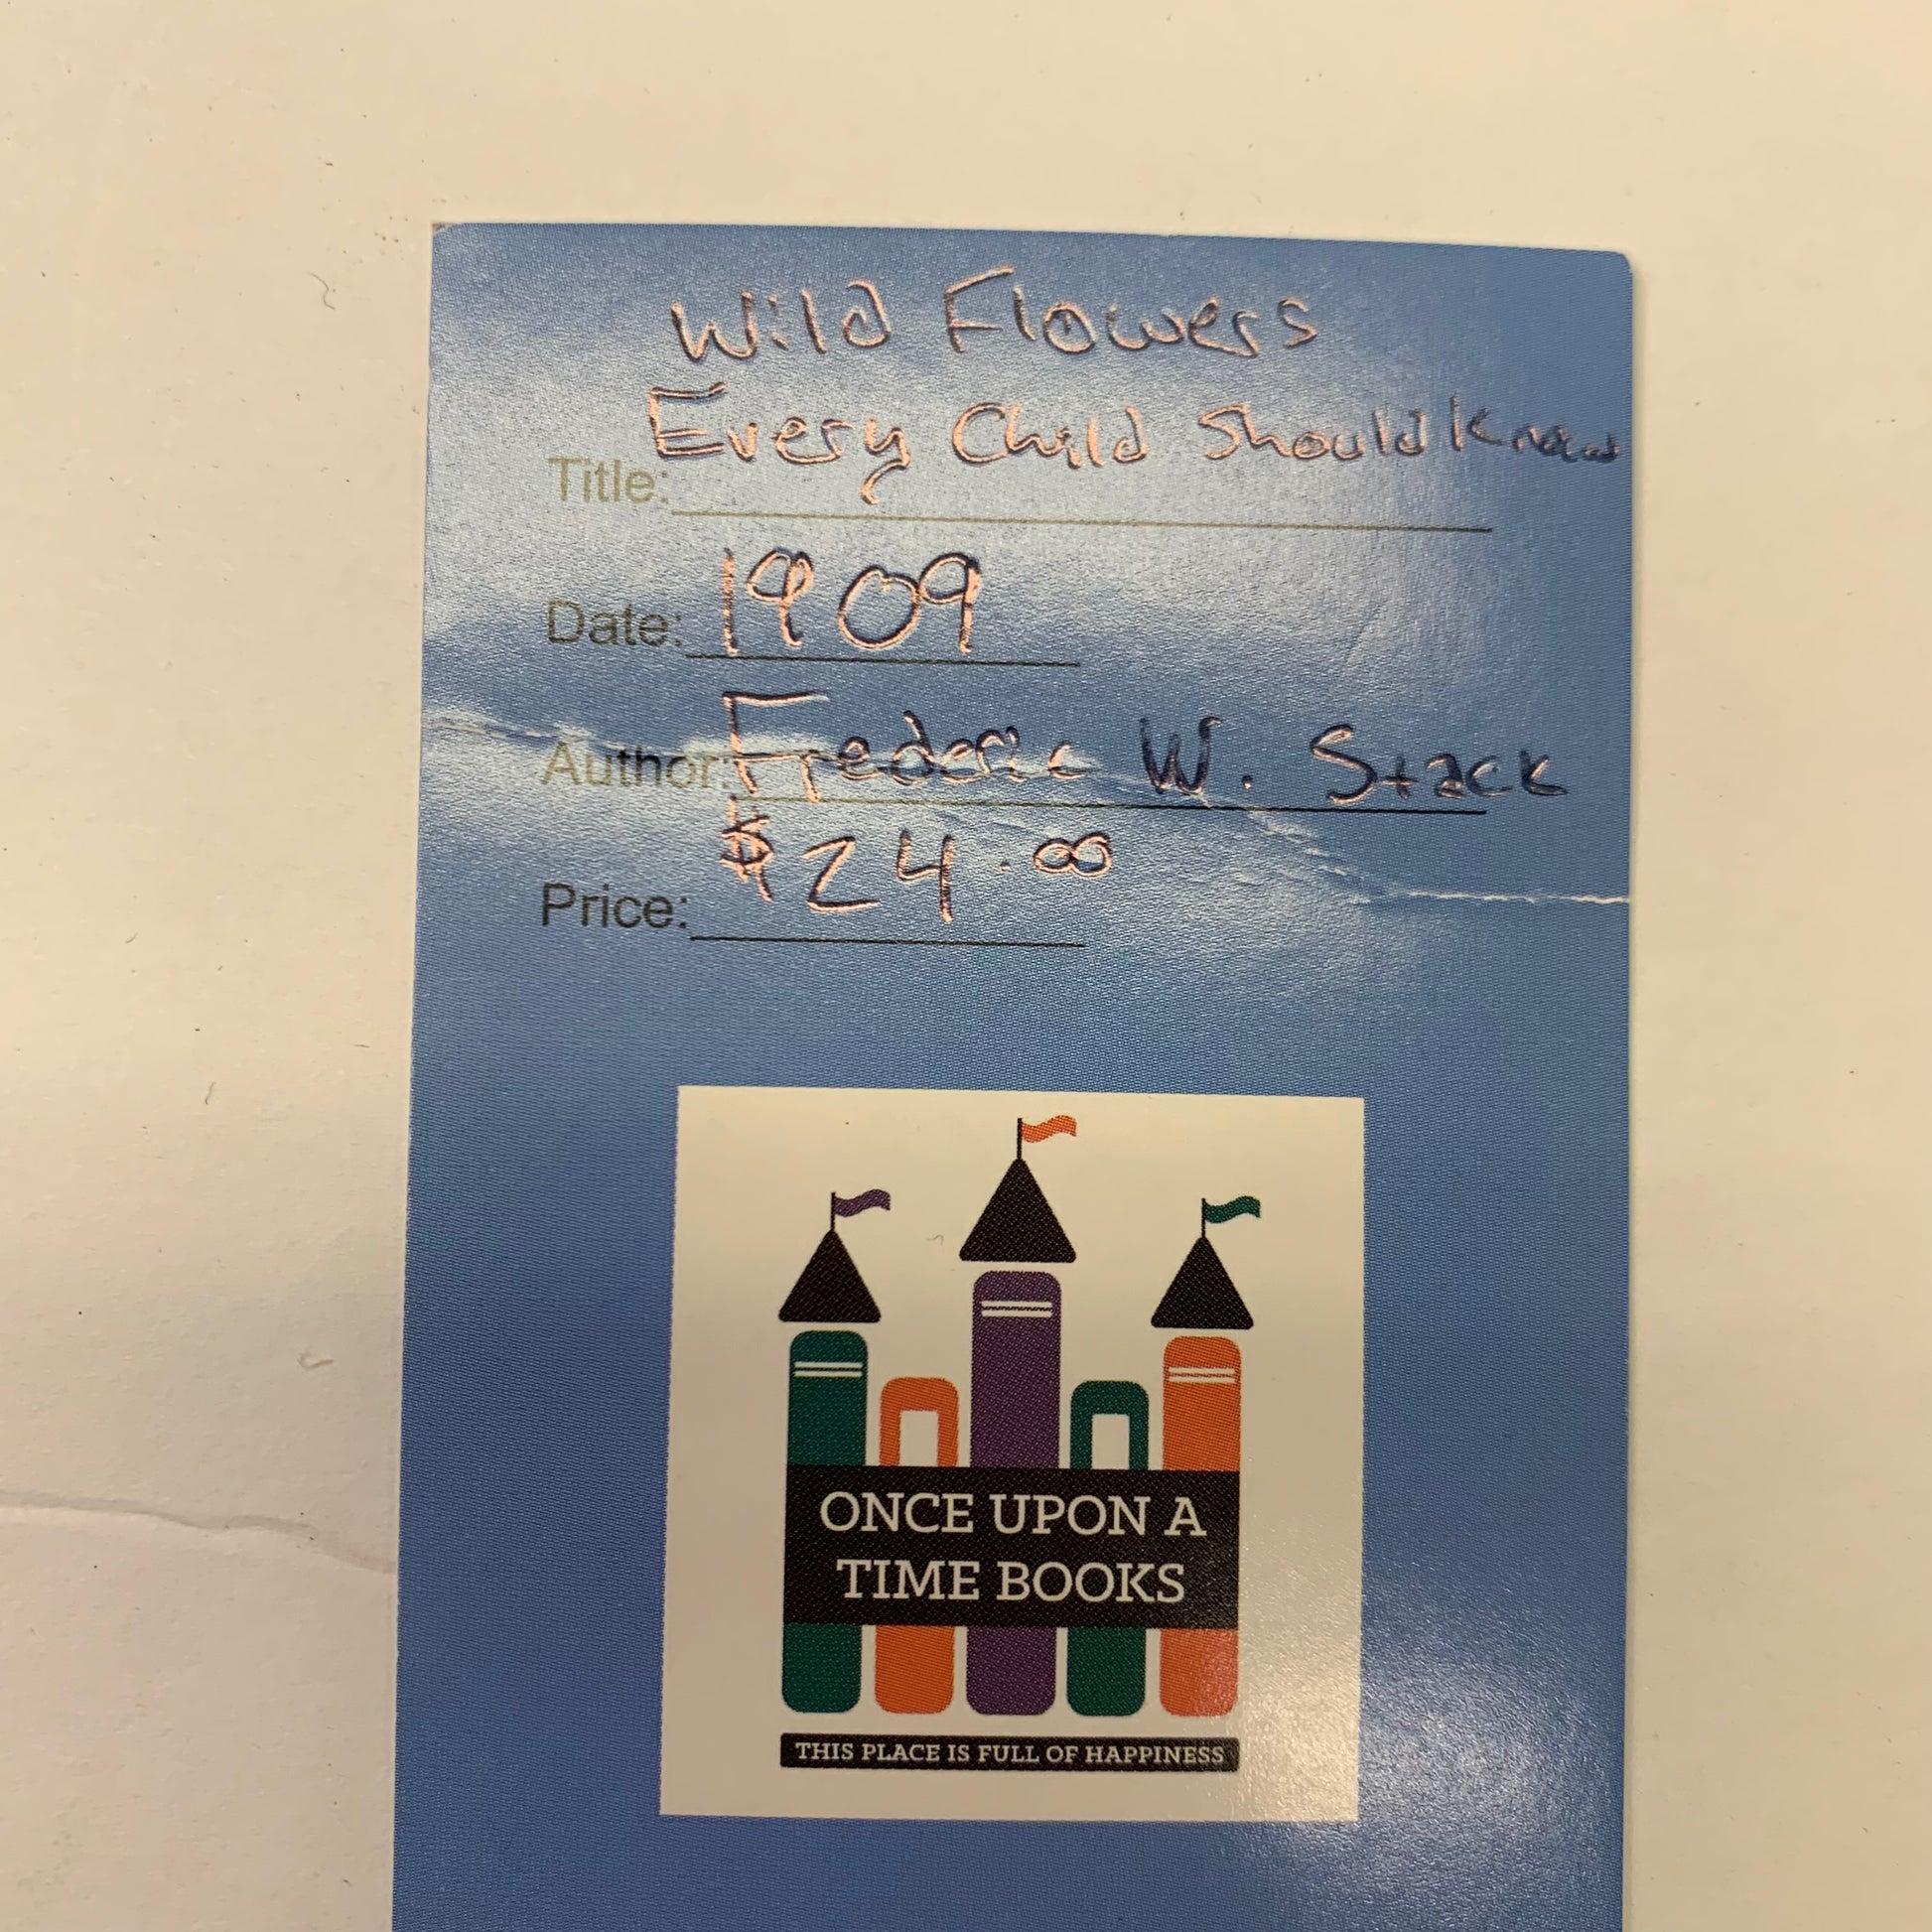 Wild Flowers
Every Child Should Know
Title:
Date: 1909
Author: Frederic W. Stack
Price: $24.00
ONCE UPON A
TIME BOOKS
THIS PLACE IS FULL OF HAPPINESS